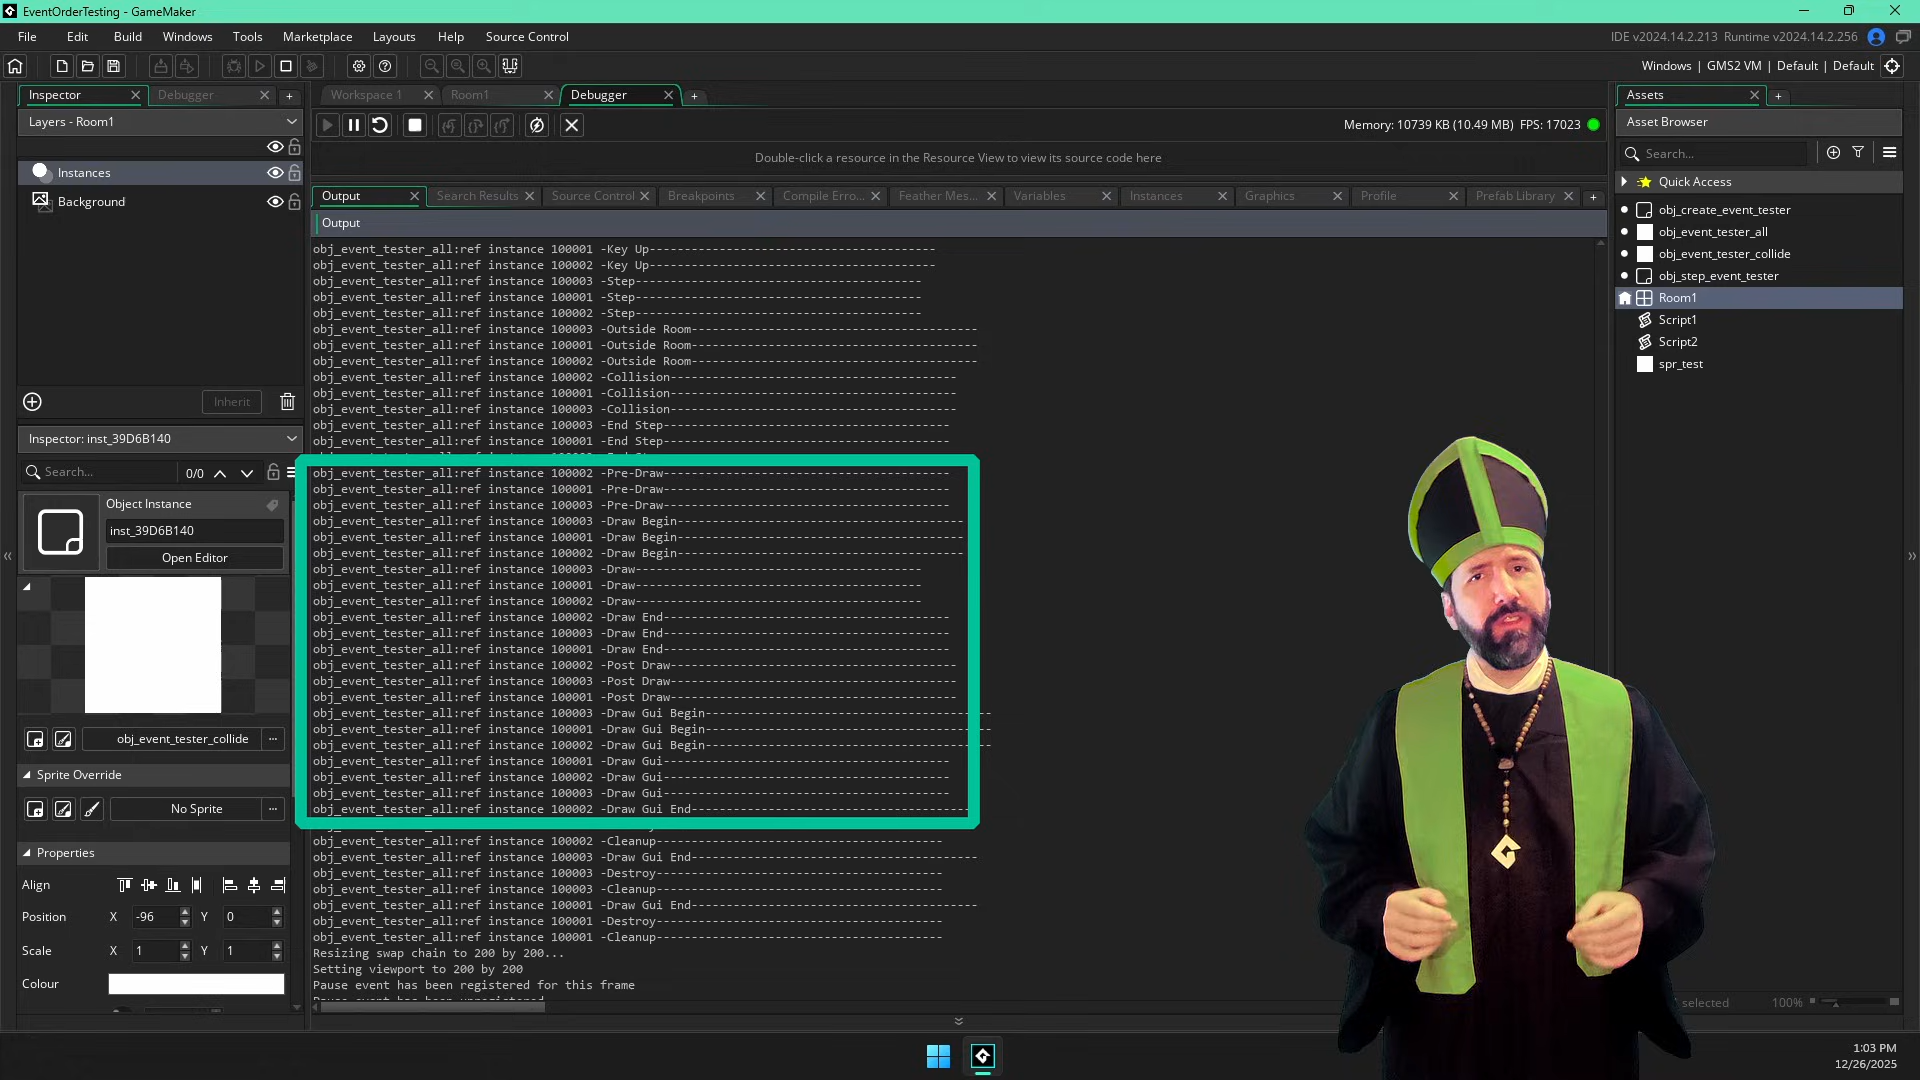 EventOrderTesting - GameMaker
File Edit Build Windows Tools Marketplace Layouts Help Source Control
IDE v2024.14.2.213 Runtime v2024.14.2.256
Windows | GMS2 VM | Default | Default
Inspector
Debugger
Layers - Room1
Instances
Background
Inherit
Inspector: inst_39D6B140
Search...
0/0
Object Instance
inst_39D6B140
Open Editor
obj_event_tester_collide
Sprite Override
No Sprite
Properties
Align
Position X -96 Y 0
Scale X 1 Y 1
Colour
Workspace 1
Room1
Debugger
Memory: 10739 KB (10.49 MB) FPS: 17023
Double-click a resource in the Resource View to view its source code here
Output Search Results Source Control Breakpoints Compile Erro... Feather Mes... Variables Instances Graphics Profile Prefab Library
Output
obj_event_tester_all:ref instance 100001 -Key Up-----------------------------------------
obj_event_tester_all:ref instance 100002 -Key Up-----------------------------------------
obj_event_tester_all:ref instance 100003 -Step-----------------------------------------
obj_event_tester_all:ref instance 100001 -Step-----------------------------------------
obj_event_tester_all:ref instance 100002 -Step-----------------------------------------
obj_event_tester_all:ref instance 100003 -Outside Room-----------------------------------------
obj_event_tester_all:ref instance 100001 -Outside Room-----------------------------------------
obj_event_tester_all:ref instance 100002 -Outside Room-----------------------------------------
obj_event_tester_all:ref instance 100002 -Collision-----------------------------------------
obj_event_tester_all:ref instance 100001 -Collision-----------------------------------------
obj_event_tester_all:ref instance 100003 -Collision-----------------------------------------
obj_event_tester_all:ref instance 100003 -End Step-----------------------------------------
obj_event_tester_all:ref instance 100001 -End Step-----------------------------------------
obj_event_tester_all:ref instance 100002 -Pre-Draw-----------------------------------------
obj_event_tester_all:ref instance 100001 -Pre-Draw-----------------------------------------
obj_event_tester_all:ref instance 100003 -Pre-Draw-----------------------------------------
obj_event_tester_all:ref instance 100003 -Draw Begin-----------------------------------------
obj_event_tester_all:ref instance 100001 -Draw Begin-----------------------------------------
obj_event_tester_all:ref instance 100002 -Draw Begin-----------------------------------------
obj_event_tester_all:ref instance 100003 -Draw-----------------------------------------
obj_event_tester_all:ref instance 100001 -Draw-----------------------------------------
obj_event_tester_all:ref instance 100002 -Draw-----------------------------------------
obj_event_tester_all:ref instance 100002 -Draw End-----------------------------------------
obj_event_tester_all:ref instance 100003 -Draw End-----------------------------------------
obj_event_tester_all:ref instance 100001 -Draw End-----------------------------------------
obj_event_tester_all:ref instance 100002 -Post Draw-----------------------------------------
obj_event_tester_all:ref instance 100003 -Post Draw-----------------------------------------
obj_event_tester_all:ref instance 100001 -Post Draw-----------------------------------------
obj_event_tester_all:ref instance 100003 -Draw Gui Begin-----------------------------------------
obj_event_tester_all:ref instance 100001 -Draw Gui Begin-----------------------------------------
obj_event_tester_all:ref instance 100002 -Draw Gui Begin-----------------------------------------
obj_event_tester_all:ref instance 100001 -Draw Gui-----------------------------------------
obj_event_tester_all:ref instance 100002 -Draw Gui-----------------------------------------
obj_event_tester_all:ref instance 100003 -Draw Gui-----------------------------------------
obj_event_tester_all:ref instance 100002 -Draw Gui End----------------------------------------
obj_event_tester_all:ref instance 100002 -Cleanup-----------------------------------------
obj_event_tester_all:ref instance 100003 -Draw Gui End-----------------------------------------
obj_event_tester_all:ref instance 100003 -Destroy-----------------------------------------
obj_event_tester_all:ref instance 100003 -Cleanup-----------------------------------------
obj_event_tester_all:ref instance 100001 -Draw Gui End-----------------------------------------
obj_event_tester_all:ref instance 100001 -Destroy-----------------------------------------
obj_event_tester_all:ref instance 100001 -Cleanup-----------------------------------------
Resizing swap chain to 200 by 200...
Setting viewport to 200 by 200
Pause event has been registered for this frame
Pause event has been unregistered
Assets
Asset Browser
Search...
Quick Access
obj_create_event_tester
obj_event_tester_all
obj_event_tester_collide
obj_step_event_tester
Room1
Script1
Script2
spr_test
selected 100%
1:03 PM
12/26/2025